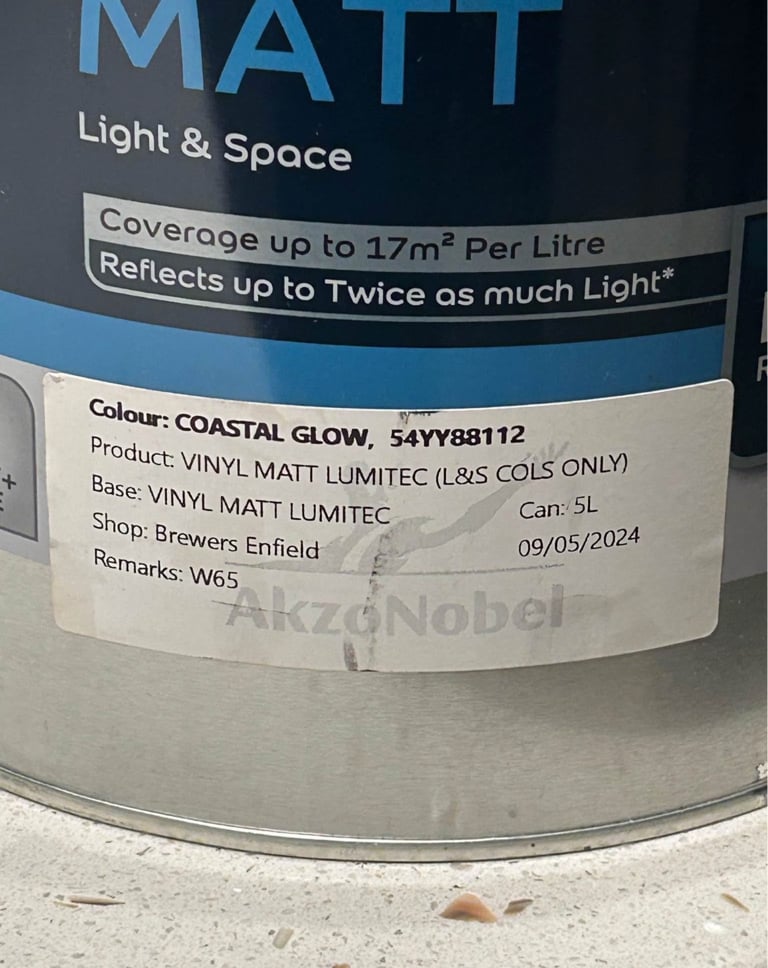 MATT
Light & Space
Coverage up to 17m² Per Litre
Reflects up to Twice as much Light*
Colour: COASTAL GLOW, 54YY88112
Product: VINYL MATT LUMITEC (L&S COLS ONLY)
Base: VINYL MATT LUMITEC Can: 5L
Shop: Brewers Enfield 09/05/2024
Remarks: W65
AkzoNobel